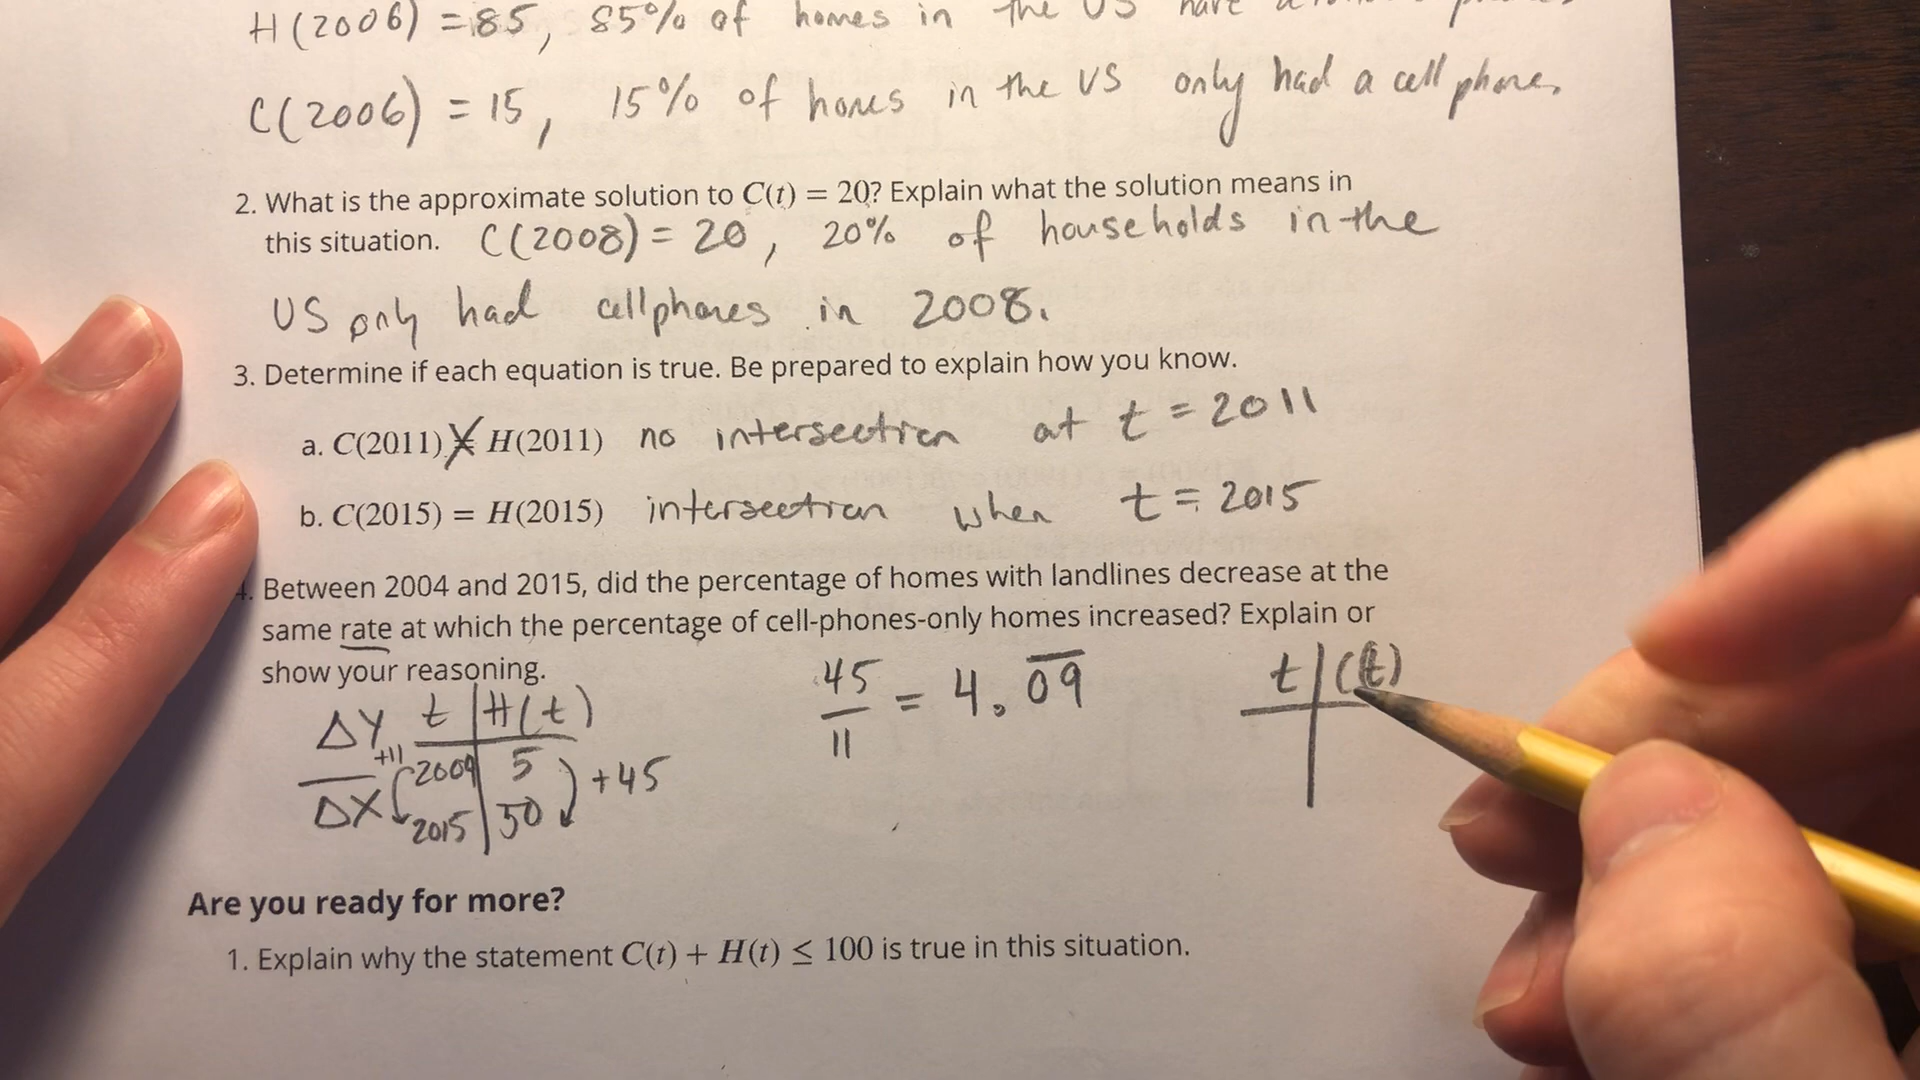 H(2006) = 85, 85% of homes in the US have a
C(2006) = 15, 15% of homes in the US only had a cell phone.
2. What is the approximate solution to C(t) = 20? Explain what the solution means in
this situation. C(2008) = 20, 20% of households in the
US only had cellphones in 2008.
3. Determine if each equation is true. Be prepared to explain how you know.
a. C(2011) ≠ H(2011) no intersection at t = 2011
b. C(2015) = H(2015) intersection when t = 2015
4. Between 2004 and 2015, did the percentage of homes with landlines decrease at the
same rate at which the percentage of cell-phones-only homes increased? Explain or
show your reasoning.
ΔY t H(t) 45/11 = 4.0̅9̅ t C(t)
ΔX +11 2004 5 +45
2015 50
Are you ready for more?
1. Explain why the statement C(t) + H(t) ≤ 100 is true in this situation.